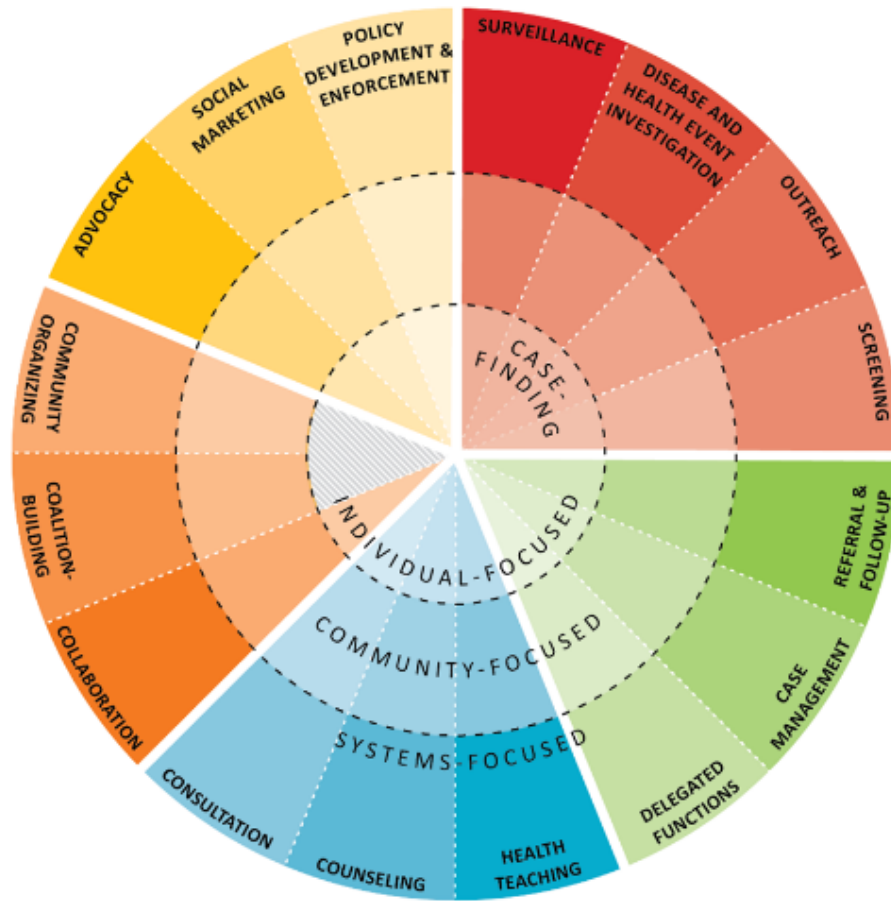 SURVEILLANCE
DISEASE AND
HEALTH EVENT
INVESTIGATION
OUTREACH
SCREENING
REFERRAL &
FOLLOW-UP
CASE
MANAGEMENT
DELEGATED
FUNCTIONS
HEALTH
TEACHING
COUNSELING
CONSULTATION
COLLABORATION
COALITION-
BUILDING
COMMUNITY
ORGANIZING
ADVOCACY
SOCIAL
MARKETING
POLICY
DEVELOPMENT &
ENFORCEMENT
CASE-
FINDING
INDIVIDUAL-FOCUSED
COMMUNITY-FOCUSED
SYSTEMS-FOCUSED